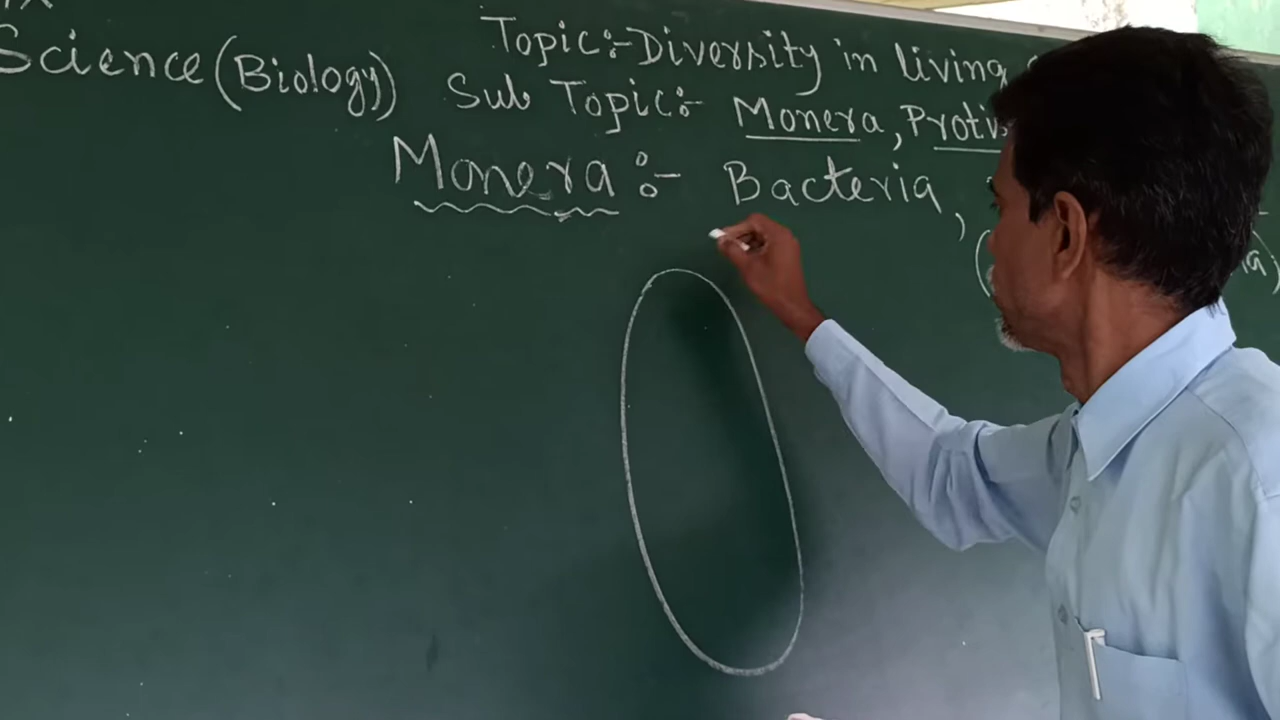 Science (Biology)
Topic:- Diversity in living
Sub Topic:- Monera, Protis
Monera :- Bacteria,